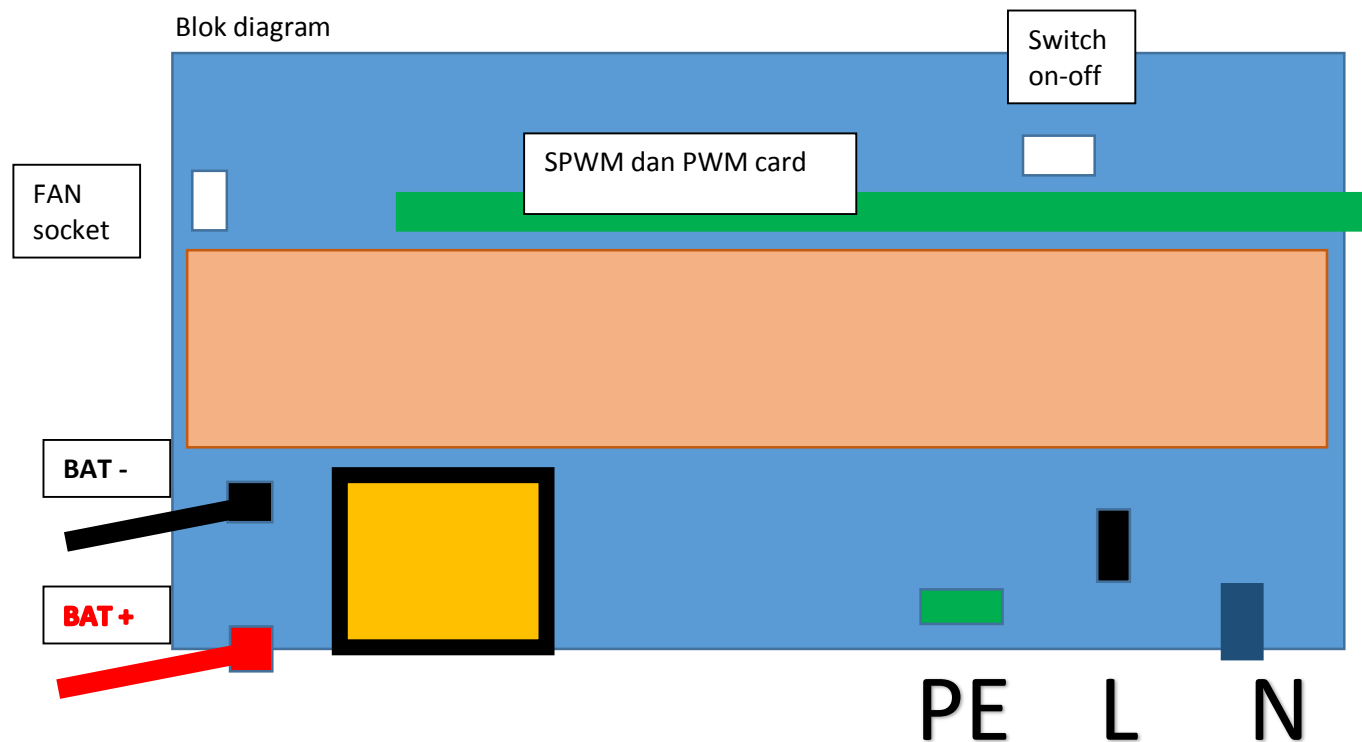 Blok diagram
Switch
on-off
SPWM dan PWM card
FAN
socket
BAT -
BAT +
PE L N